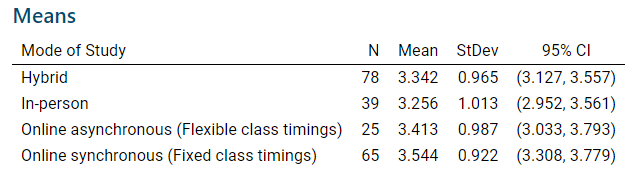 Means
Mode of Study N Mean StDev 95% CI
Hybrid 78 3.342 0.965 (3.127, 3.557)
In-person 39 3.256 1.013 (2.952, 3.561)
Online asynchronous (Flexible class timings) 25 3.413 0.987 (3.033, 3.793)
Online synchronous (Fixed class timings) 65 3.544 0.922 (3.308, 3.779)